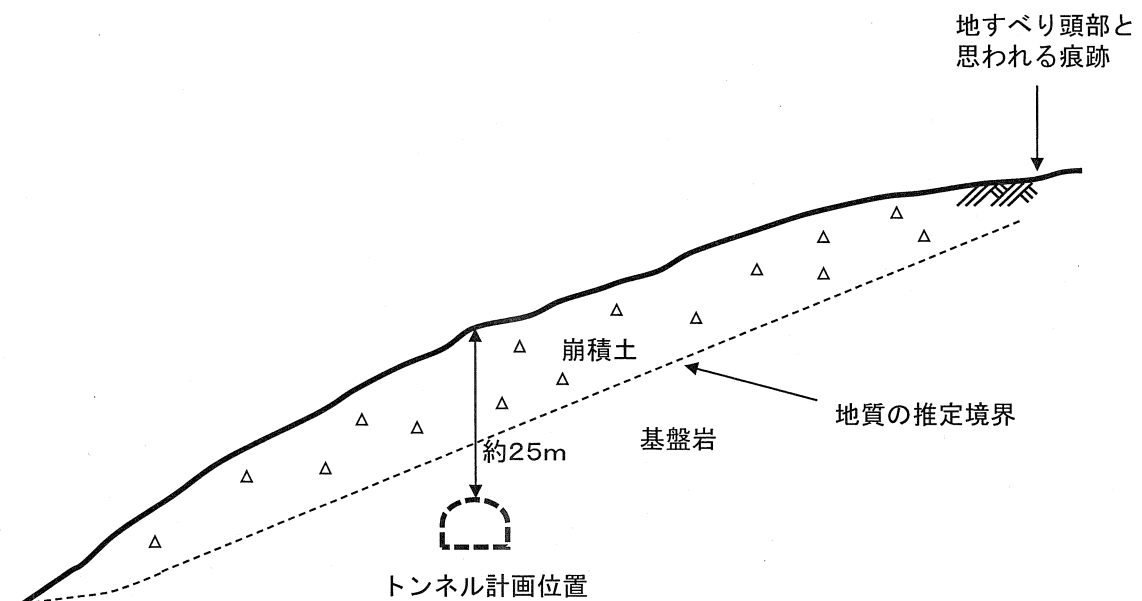 地すべり頭部と
思われる痕跡
崩積土
地質の推定境界
基盤岩
約25m
トンネル計画位置